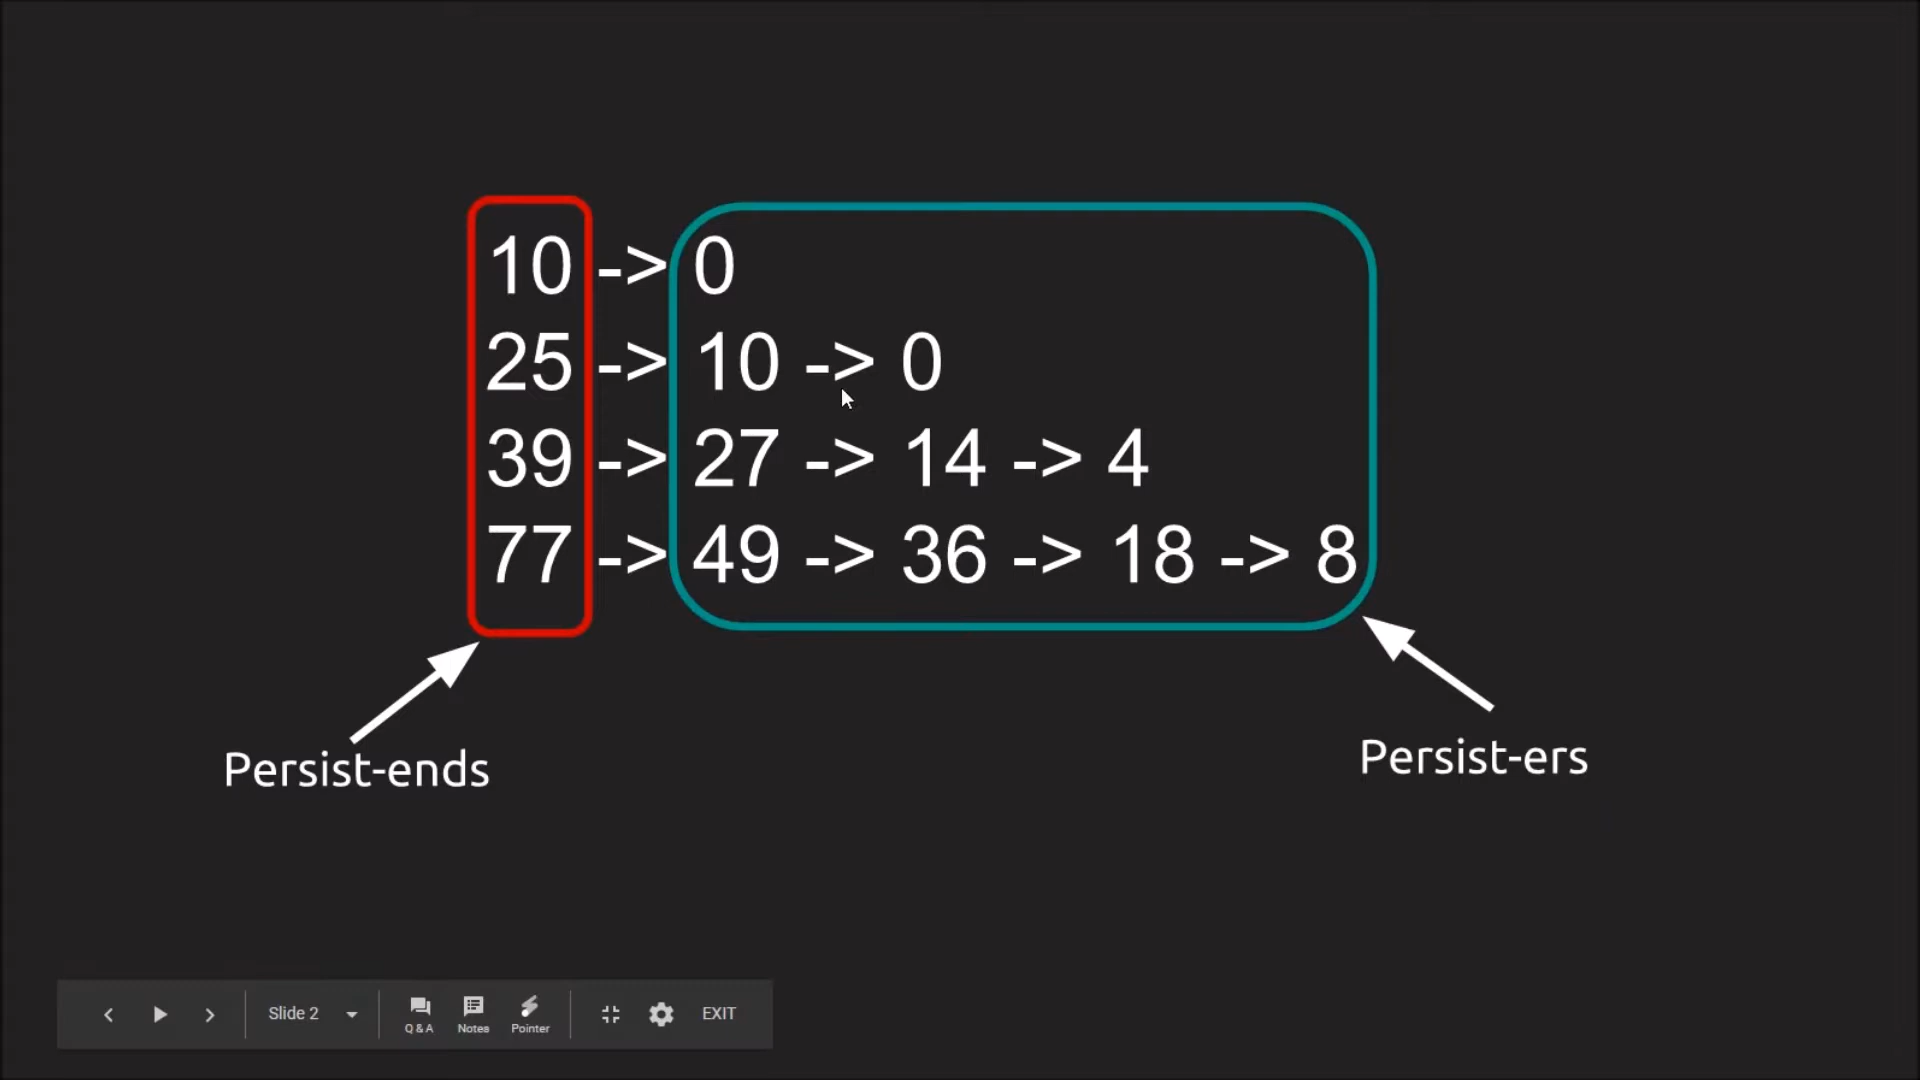 10 -> 0
25 -> 10 -> 0
39 -> 27 -> 14 -> 4
77 -> 49 -> 36 -> 18 -> 8
Persist-ends
Persist-ers
Slide 2
Q & A
Notes
Pointer
EXIT